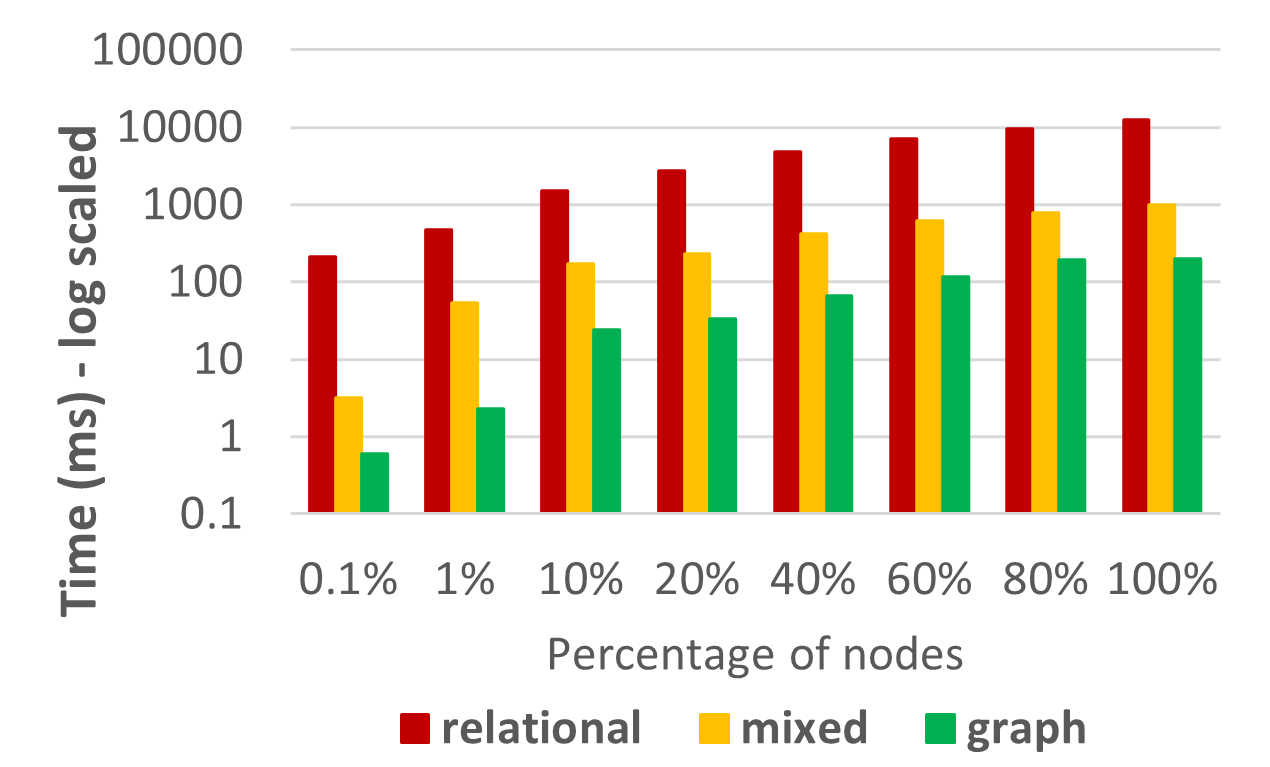 100000
10000
1000
100
10
1
0.1
Time (ms) - log scaled
0.1% 1% 10% 20% 40% 60% 80% 100%
Percentage of nodes
relational mixed graph